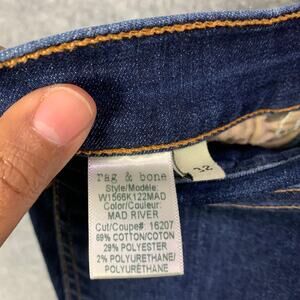 rag & bone
Style/Modèle:
W1566K122MAD
Color/Couleur:
MAD RIVER
Cut/Coupe#: 16207
69% COTTON/COTON
29% POLYESTER
2% POLYURETHANE/
POLYURÉTHANE
32